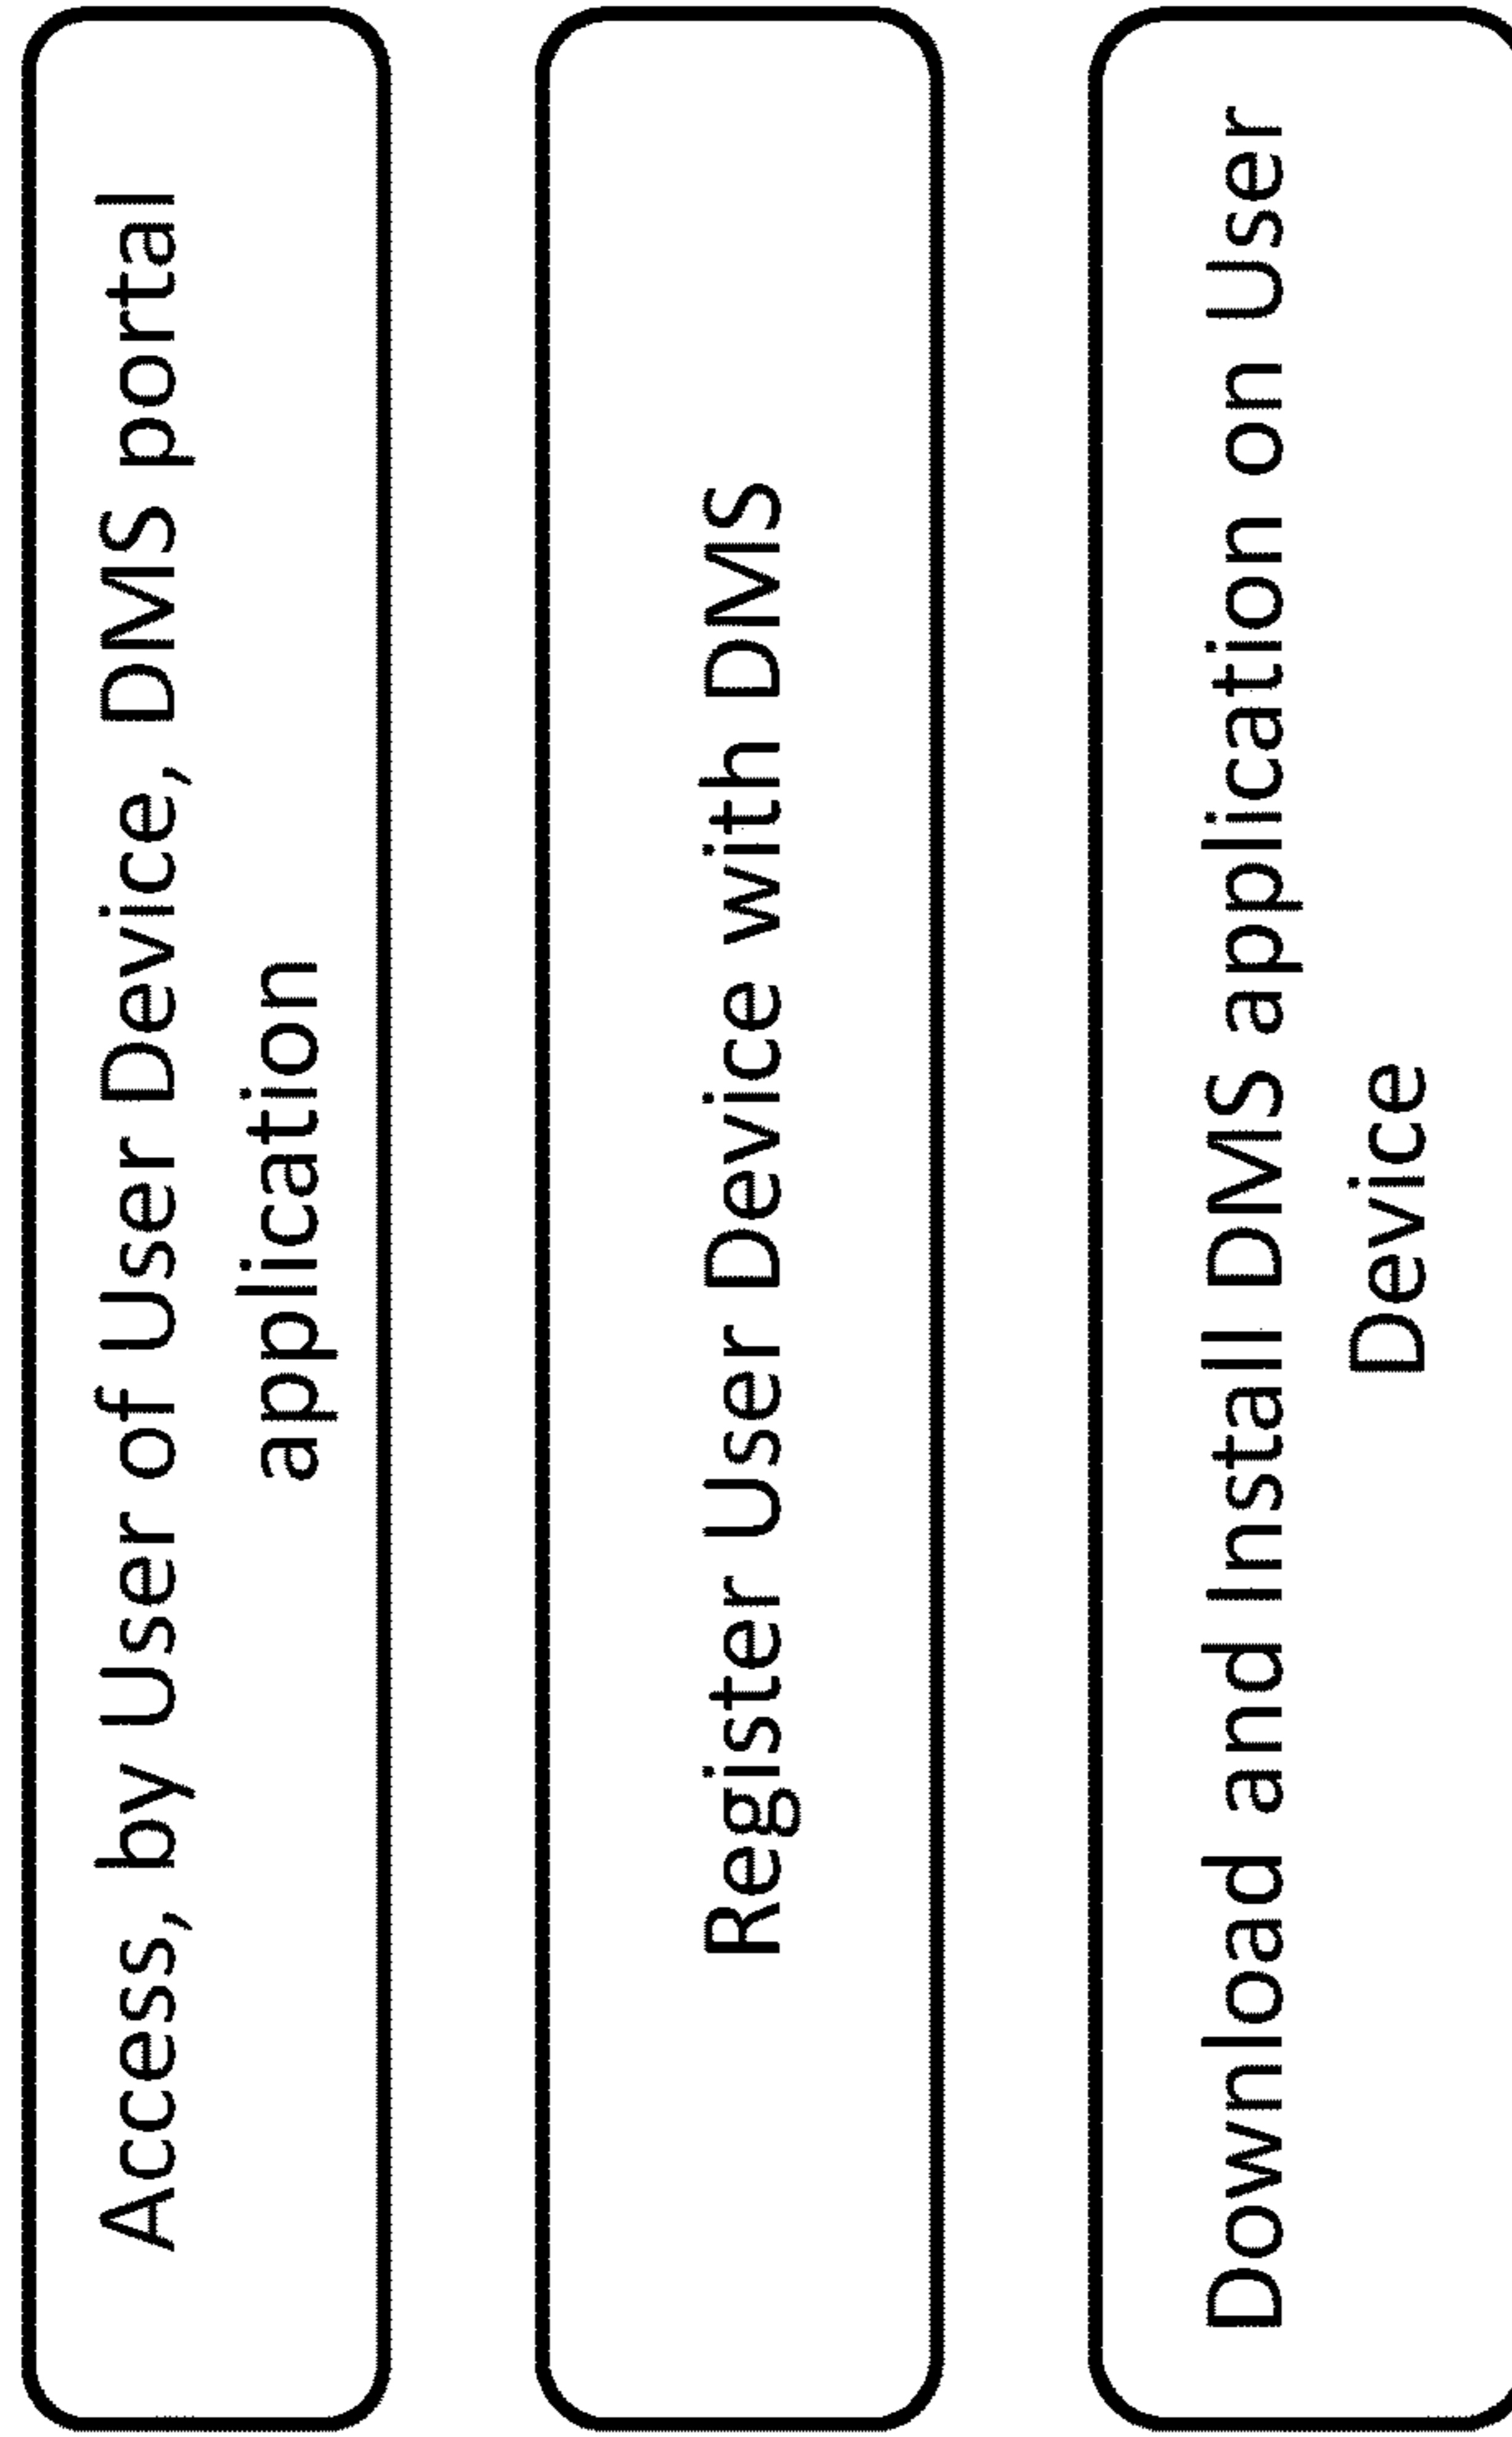 Access, by User of User Device, DMS portal
application
Register User Device with DMS
Download and Install DMS application on User
Device